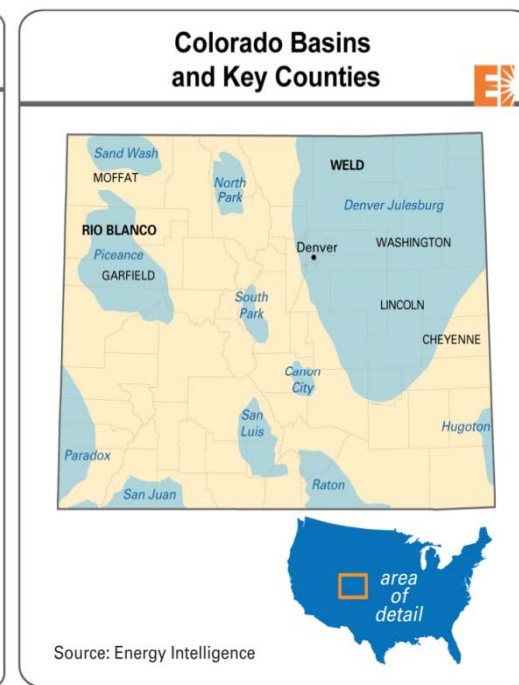 Colorado Basins
and Key Counties
Sand Wash
MOFFAT
North
Park
WELD
Denver Julesburg
RIO BLANCO
Piceance
GARFIELD
Denver
WASHINGTON
South
Park
LINCOLN
CHEYENNE
Canon
City
San
Luis
Hugoton
Paradox
San Juan
Raton
area
of
detail
Source: Energy Intelligence